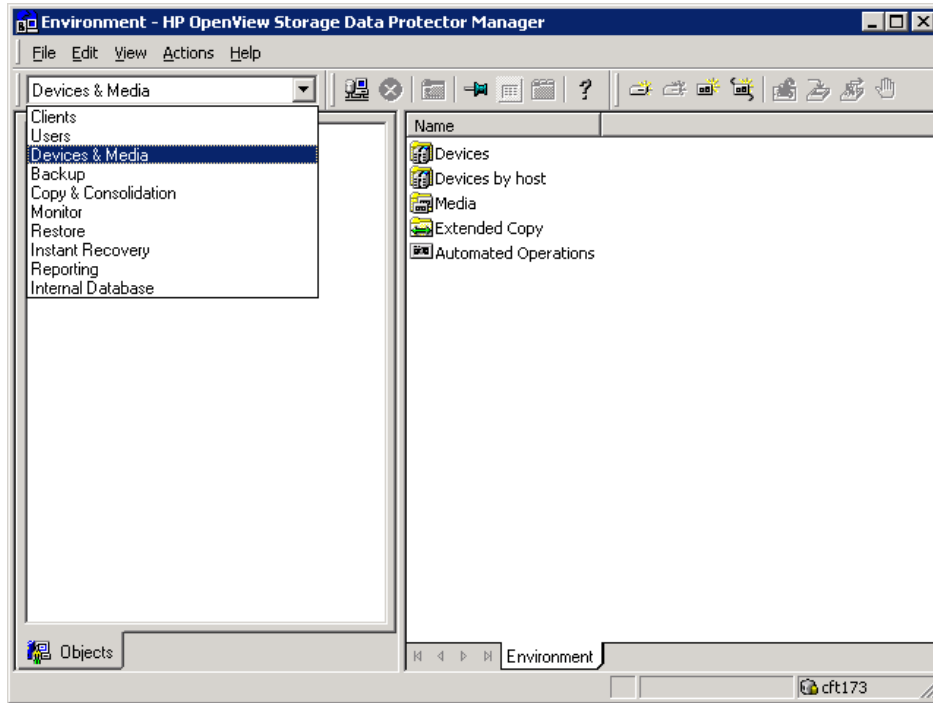 Environment - HP OpenView Storage Data Protector Manager
File Edit View Actions Help
Devices & Media
Clients
Users
Devices & Media
Backup
Copy & Consolidation
Monitor
Restore
Instant Recovery
Reporting
Internal Database
Name
Devices
Devices by host
Media
Extended Copy
Automated Operations
Objects
Environment
cft173